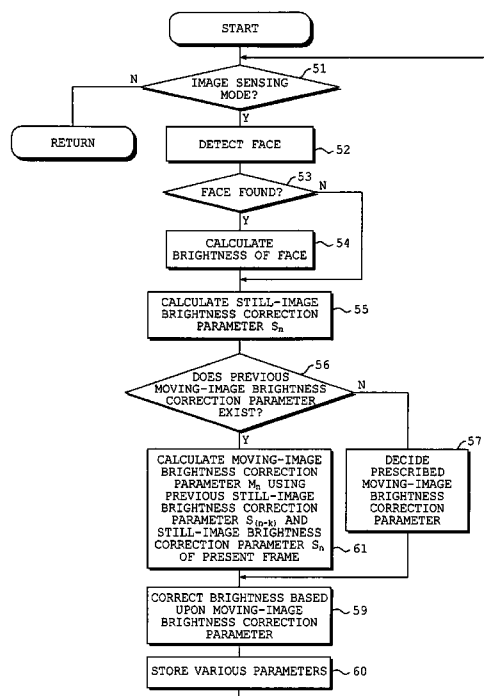 START
51
IMAGE SENSING
MODE?
N
Y
RETURN
DETECT FACE
52
53
FACE FOUND?
N
Y
CALCULATE
BRIGHTNESS OF FACE
54
CALCULATE STILL-IMAGE
BRIGHTNESS CORRECTION
PARAMETER Sn
55
56
DOES PREVIOUS
MOVING-IMAGE BRIGHTNESS
CORRECTION PARAMETER
EXIST?
N
Y
57
DECIDE
PRESCRIBED
MOVING-IMAGE
BRIGHTNESS
CORRECTION
PARAMETER
CALCULATE MOVING-IMAGE
BRIGHTNESS CORRECTION
PARAMETER Mn USING
PREVIOUS STILL-IMAGE
BRIGHTNESS CORRECTION
PARAMETER S(n-k) AND
STILL-IMAGE BRIGHTNESS
CORRECTION PARAMETER Sn
OF PRESENT FRAME
61
CORRECT BRIGHTNESS BASED
UPON MOVING-IMAGE
BRIGHTNESS CORRECTION
PARAMETER
59
STORE VARIOUS PARAMETERS
60